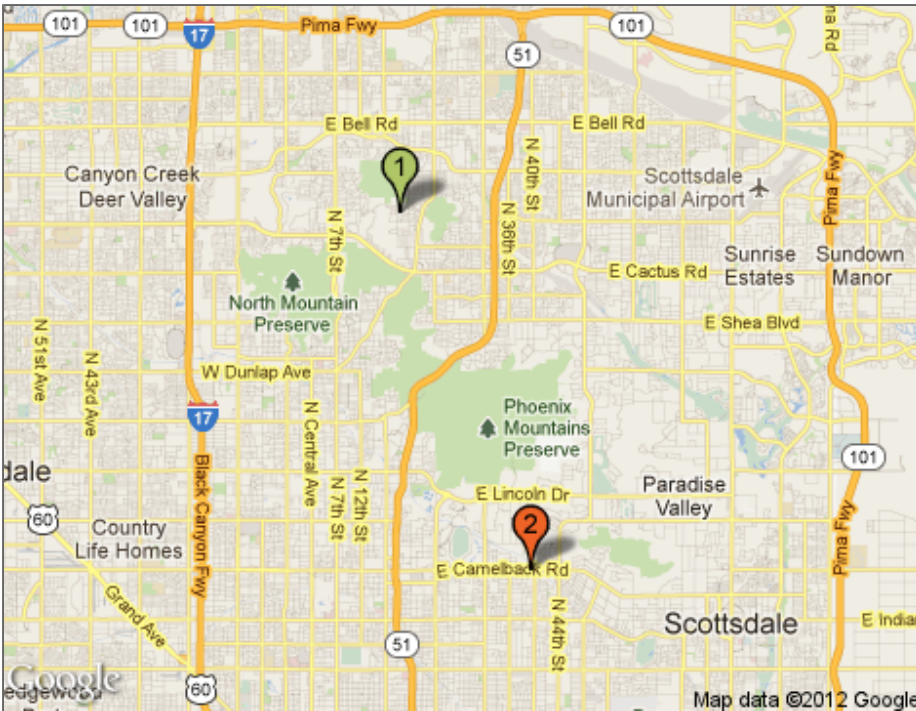 101
101
17
Pima Fwy
101
51
Pima Rd
E Bell Rd
E Bell Rd
1
Canyon Creek
Deer Valley
N 40th St
Scottsdale
Municipal Airport
Pima Fwy
N 7th St
N 36th St
Sunrise
Estates
Sundown
Manor
E Cactus Rd
North Mountain
Preserve
E Shea Blvd
N 51st Ave
N 43rd Ave
W Dunlap Ave
17
N Central Ave
Phoenix
Mountains
Preserve
101
dale
Black Canyon Fwy
N 7th St
N 12th St
E Lincoln Dr
Paradise
Valley
60
Country
Life Homes
2
Pima Fwy
E Camelback Rd
Grand Ave
N 44th St
Scottsdale
E Indian
51
Google
60
edgewood
Map data ©2012 Google